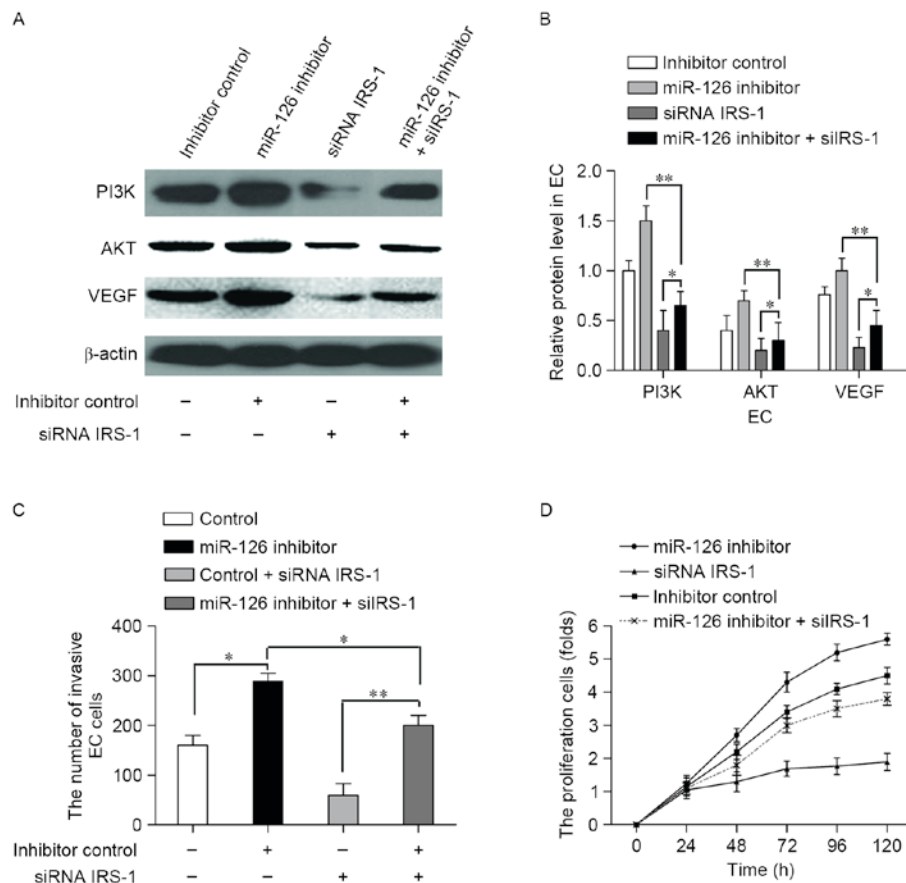 A
Inhibitor control
miR-126 inhibitor
siRNA IRS-1
miR-126 inhibitor
+ siIRS-1
PI3K
AKT
VEGF
β-actin
Inhibitor control – + – +
siRNA IRS-1 – – + +
B
Inhibitor control
miR-126 inhibitor
siRNA IRS-1
miR-126 inhibitor + siIRS-1
Relative protein level in EC
2.0
1.5
1.0
0.5
0.0
** * ** * ** *
PI3K AKT VEGF
EC
C
Control
miR-126 inhibitor
Control + siRNA IRS-1
miR-126 inhibitor + siIRS-1
The number of invasive
EC cells
400
300
200
100
0
* * **
Inhibitor control – + – +
siRNA IRS-1 – – + +
D
miR-126 inhibitor
siRNA IRS-1
Inhibitor control
miR-126 inhibitor + siIRS-1
The proliferation cells (folds)
6
5
4
3
2
1
0
0 24 48 72 96 120
Time (h)